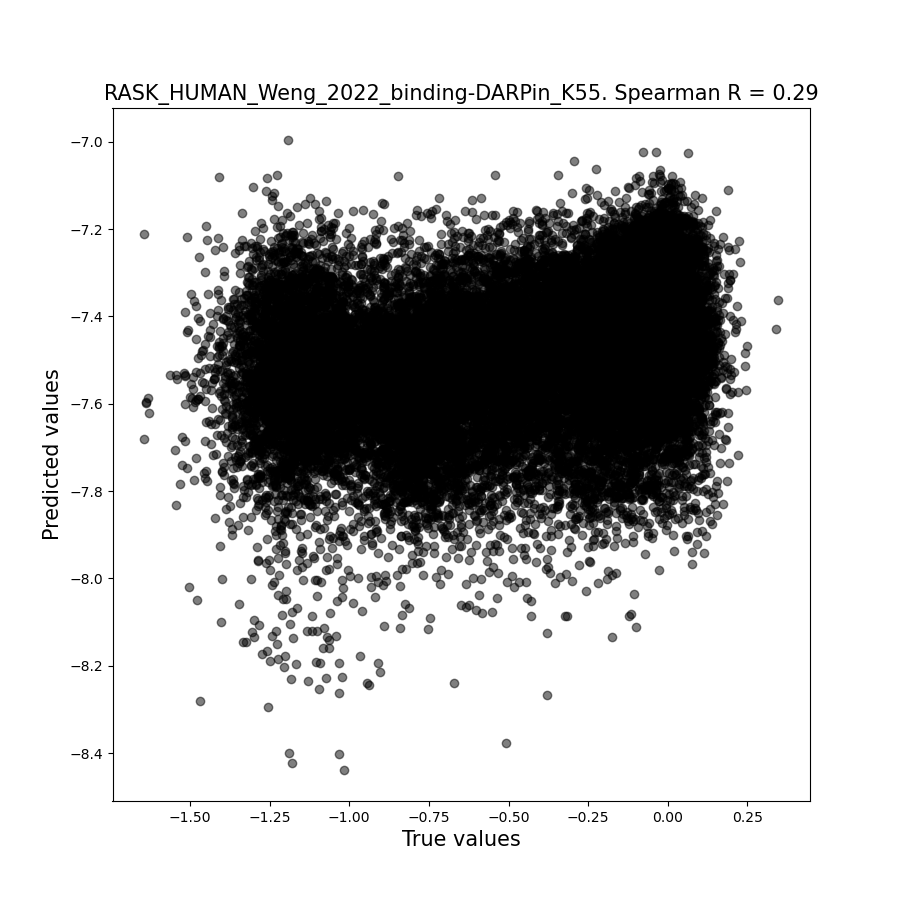 RASK_HUMAN_Weng_2022_binding-DARPin_K55. Spearman R = 0.29
Predicted values
−7.0
−7.2
−7.4
−7.6
−7.8
−8.0
−8.2
−8.4
−1.50 −1.25 −1.00 −0.75 −0.50 −0.25 0.00 0.25
True values